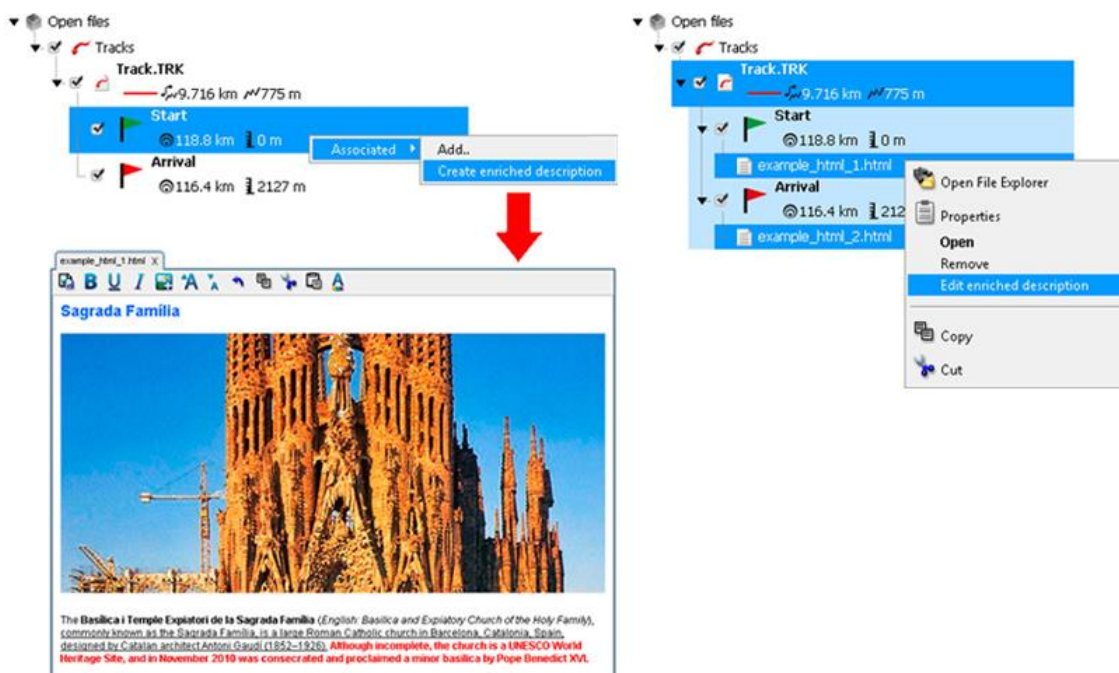 Open files
Tracks
Track.TRK
9.716 km 775 m
Start
118.8 km 0 m
Arrival
116.4 km 2127 m
Associated
Add..
Create enriched description
example_html_1.html X
B U I A A A
Sagrada Família
The Basílica i Temple Expiatori de la Sagrada Família (English: Basilica and Expiatory Church of the Holy Family),
commonly known as the Sagrada Família, is a large Roman Catholic church in Barcelona, Catalonia, Spain,
designed by Catalan architect Antoni Gaudí (1852–1926). Although incomplete, the church is a UNESCO World
Heritage Site, and in November 2010 was consecrated and proclaimed a minor basilica by Pope Benedict XVI.
Open files
Tracks
Track.TRK
9.716 km 775 m
Start
118.8 km 0 m
example_html_1.html
Arrival
116.4 km 212
example_html_2.html
Open File Explorer
Properties
Open
Remove
Edit enriched description
Copy
Cut